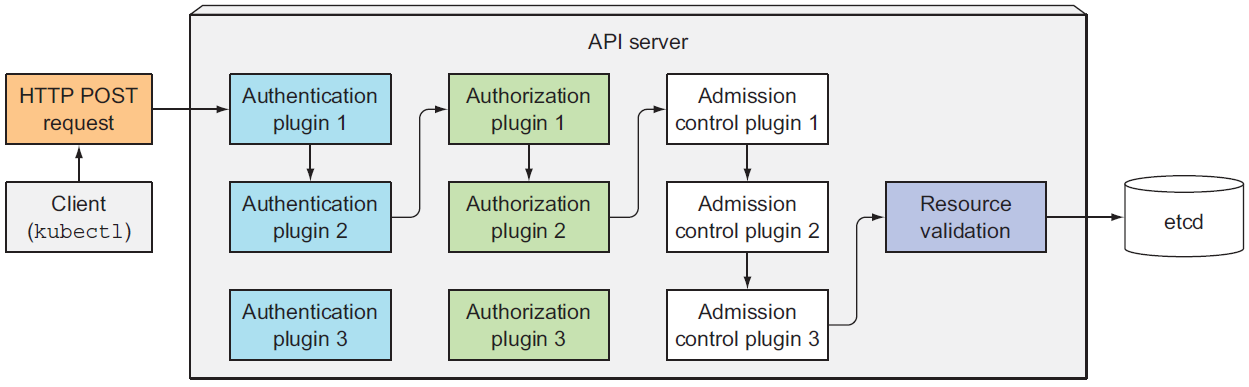 API server
HTTP POST
request
Client
(kubectl)
Authentication
plugin 1
Authentication
plugin 2
Authentication
plugin 3
Authorization
plugin 1
Authorization
plugin 2
Authorization
plugin 3
Admission
control plugin 1
Admission
control plugin 2
Admission
control plugin 3
Resource
validation
etcd